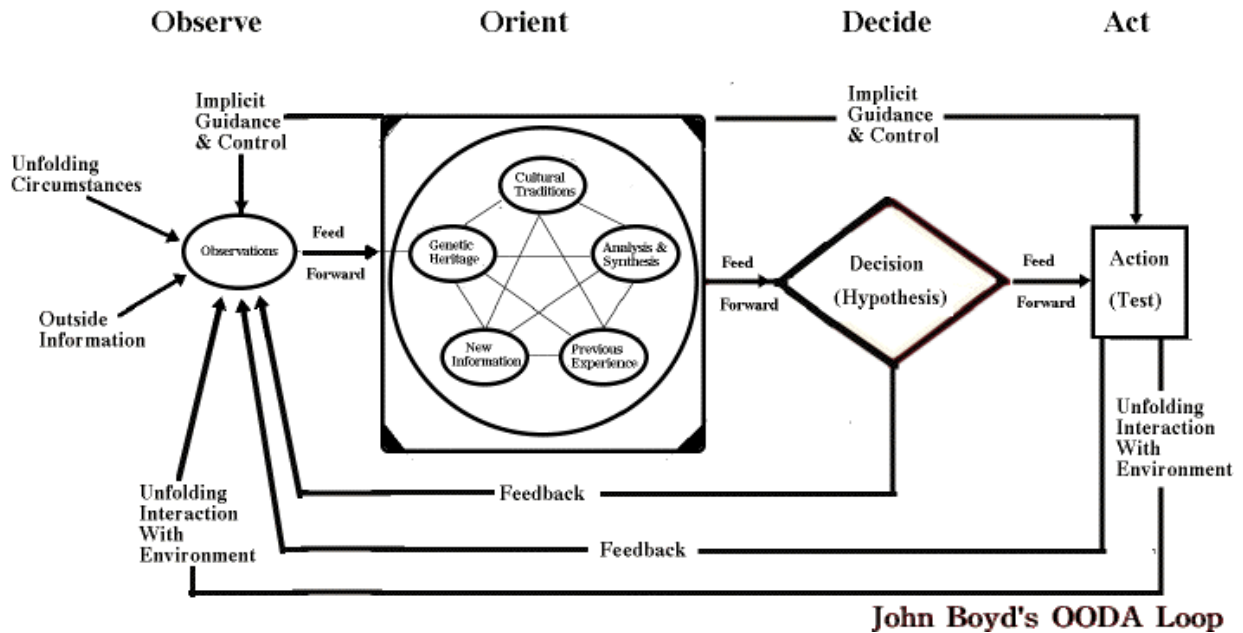 Observe
Orient
Decide
Act
Implicit
Guidance
& Control
Unfolding
Circumstances
Observations
Outside
Information
Feed
Forward
Cultural
Traditions
Genetic
Heritage
Analysis &
Synthesis
New
Information
Previous
Experience
Feed
Forward
Decision
(Hypothesis)
Implicit
Guidance
& Control
Feed
Forward
Action
(Test)
Unfolding
Interaction
With
Environment
Feedback
Unfolding
Interaction
With
Environment
Feedback
John Boyd's OODA Loop